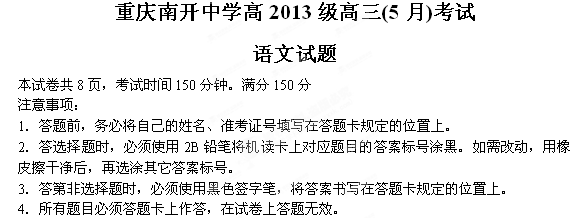 重庆南开中学高 2013 级高三(5 月)考试
语文试题
本试卷共 8 页，考试时间 150 分钟。满分 150 分
注意事项：
1．答题前，务必将自己的姓名、准考证号填写在答题卡规定的位置上。
2．答选择题时，必须使用 2B 铅笔将机读卡上对应题目的答案标号涂黑。如需改动，用橡
皮擦干净后，再选涂其它答案标号。
3．答第非选择题时，必须使用黑色签字笔，将答案书写在答题卡规定的位置上。
4．所有题目必须答题卡上作答，在试卷上答题无效。